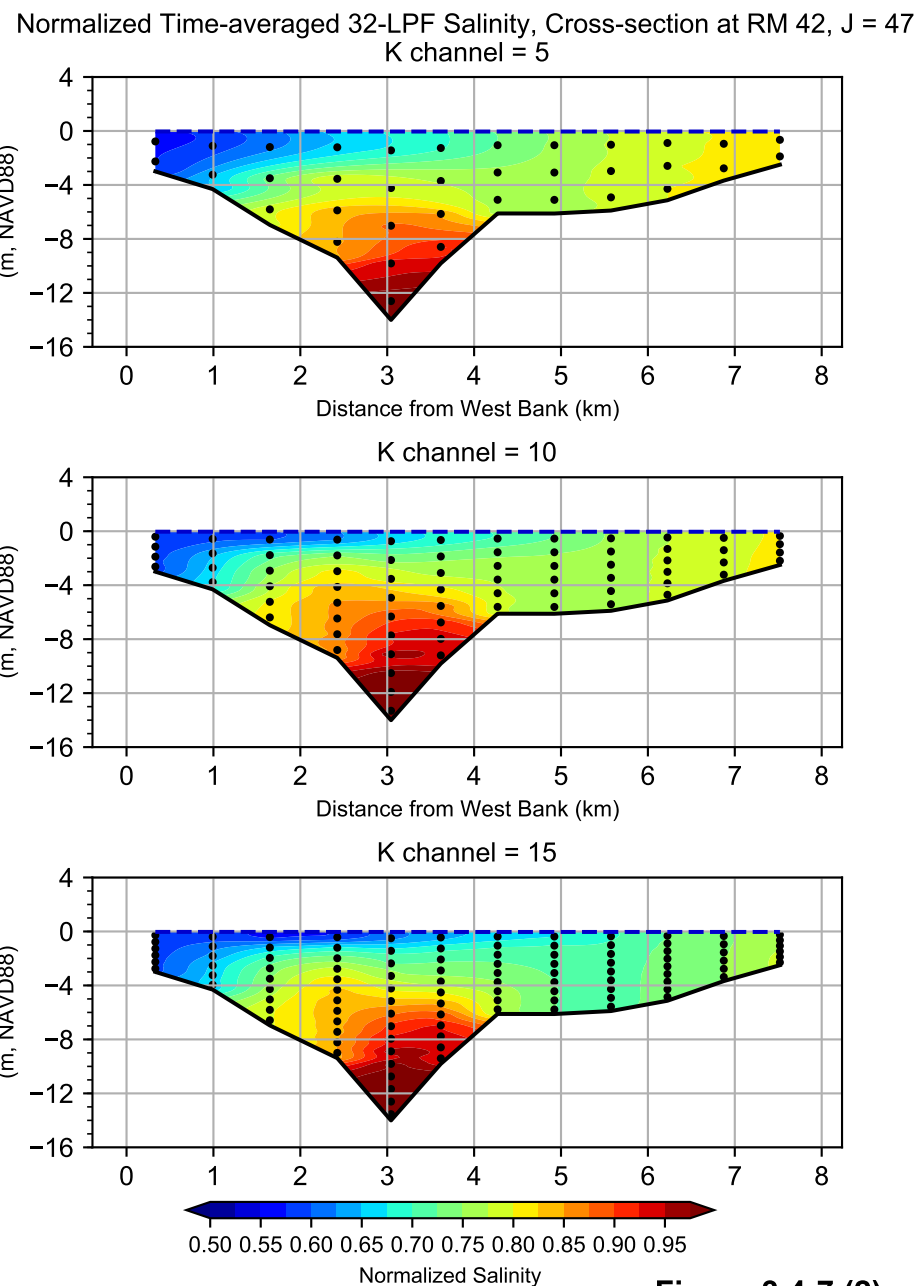 Normalized Time-averaged 32-LPF Salinity, Cross-section at RM 42, J = 47
K channel = 5
4
0
−4
−8
−12
−16
(m, NAVD88)
0 1 2 3 4 5 6 7 8
Distance from West Bank (km)
K channel = 10
4
0
−4
−8
−12
−16
(m, NAVD88)
0 1 2 3 4 5 6 7 8
Distance from West Bank (km)
K channel = 15
4
0
−4
−8
−12
−16
(m, NAVD88)
0 1 2 3 4 5 6 7 8
0.50 0.55 0.60 0.65 0.70 0.75 0.80 0.85 0.90 0.95
Normalized Salinity